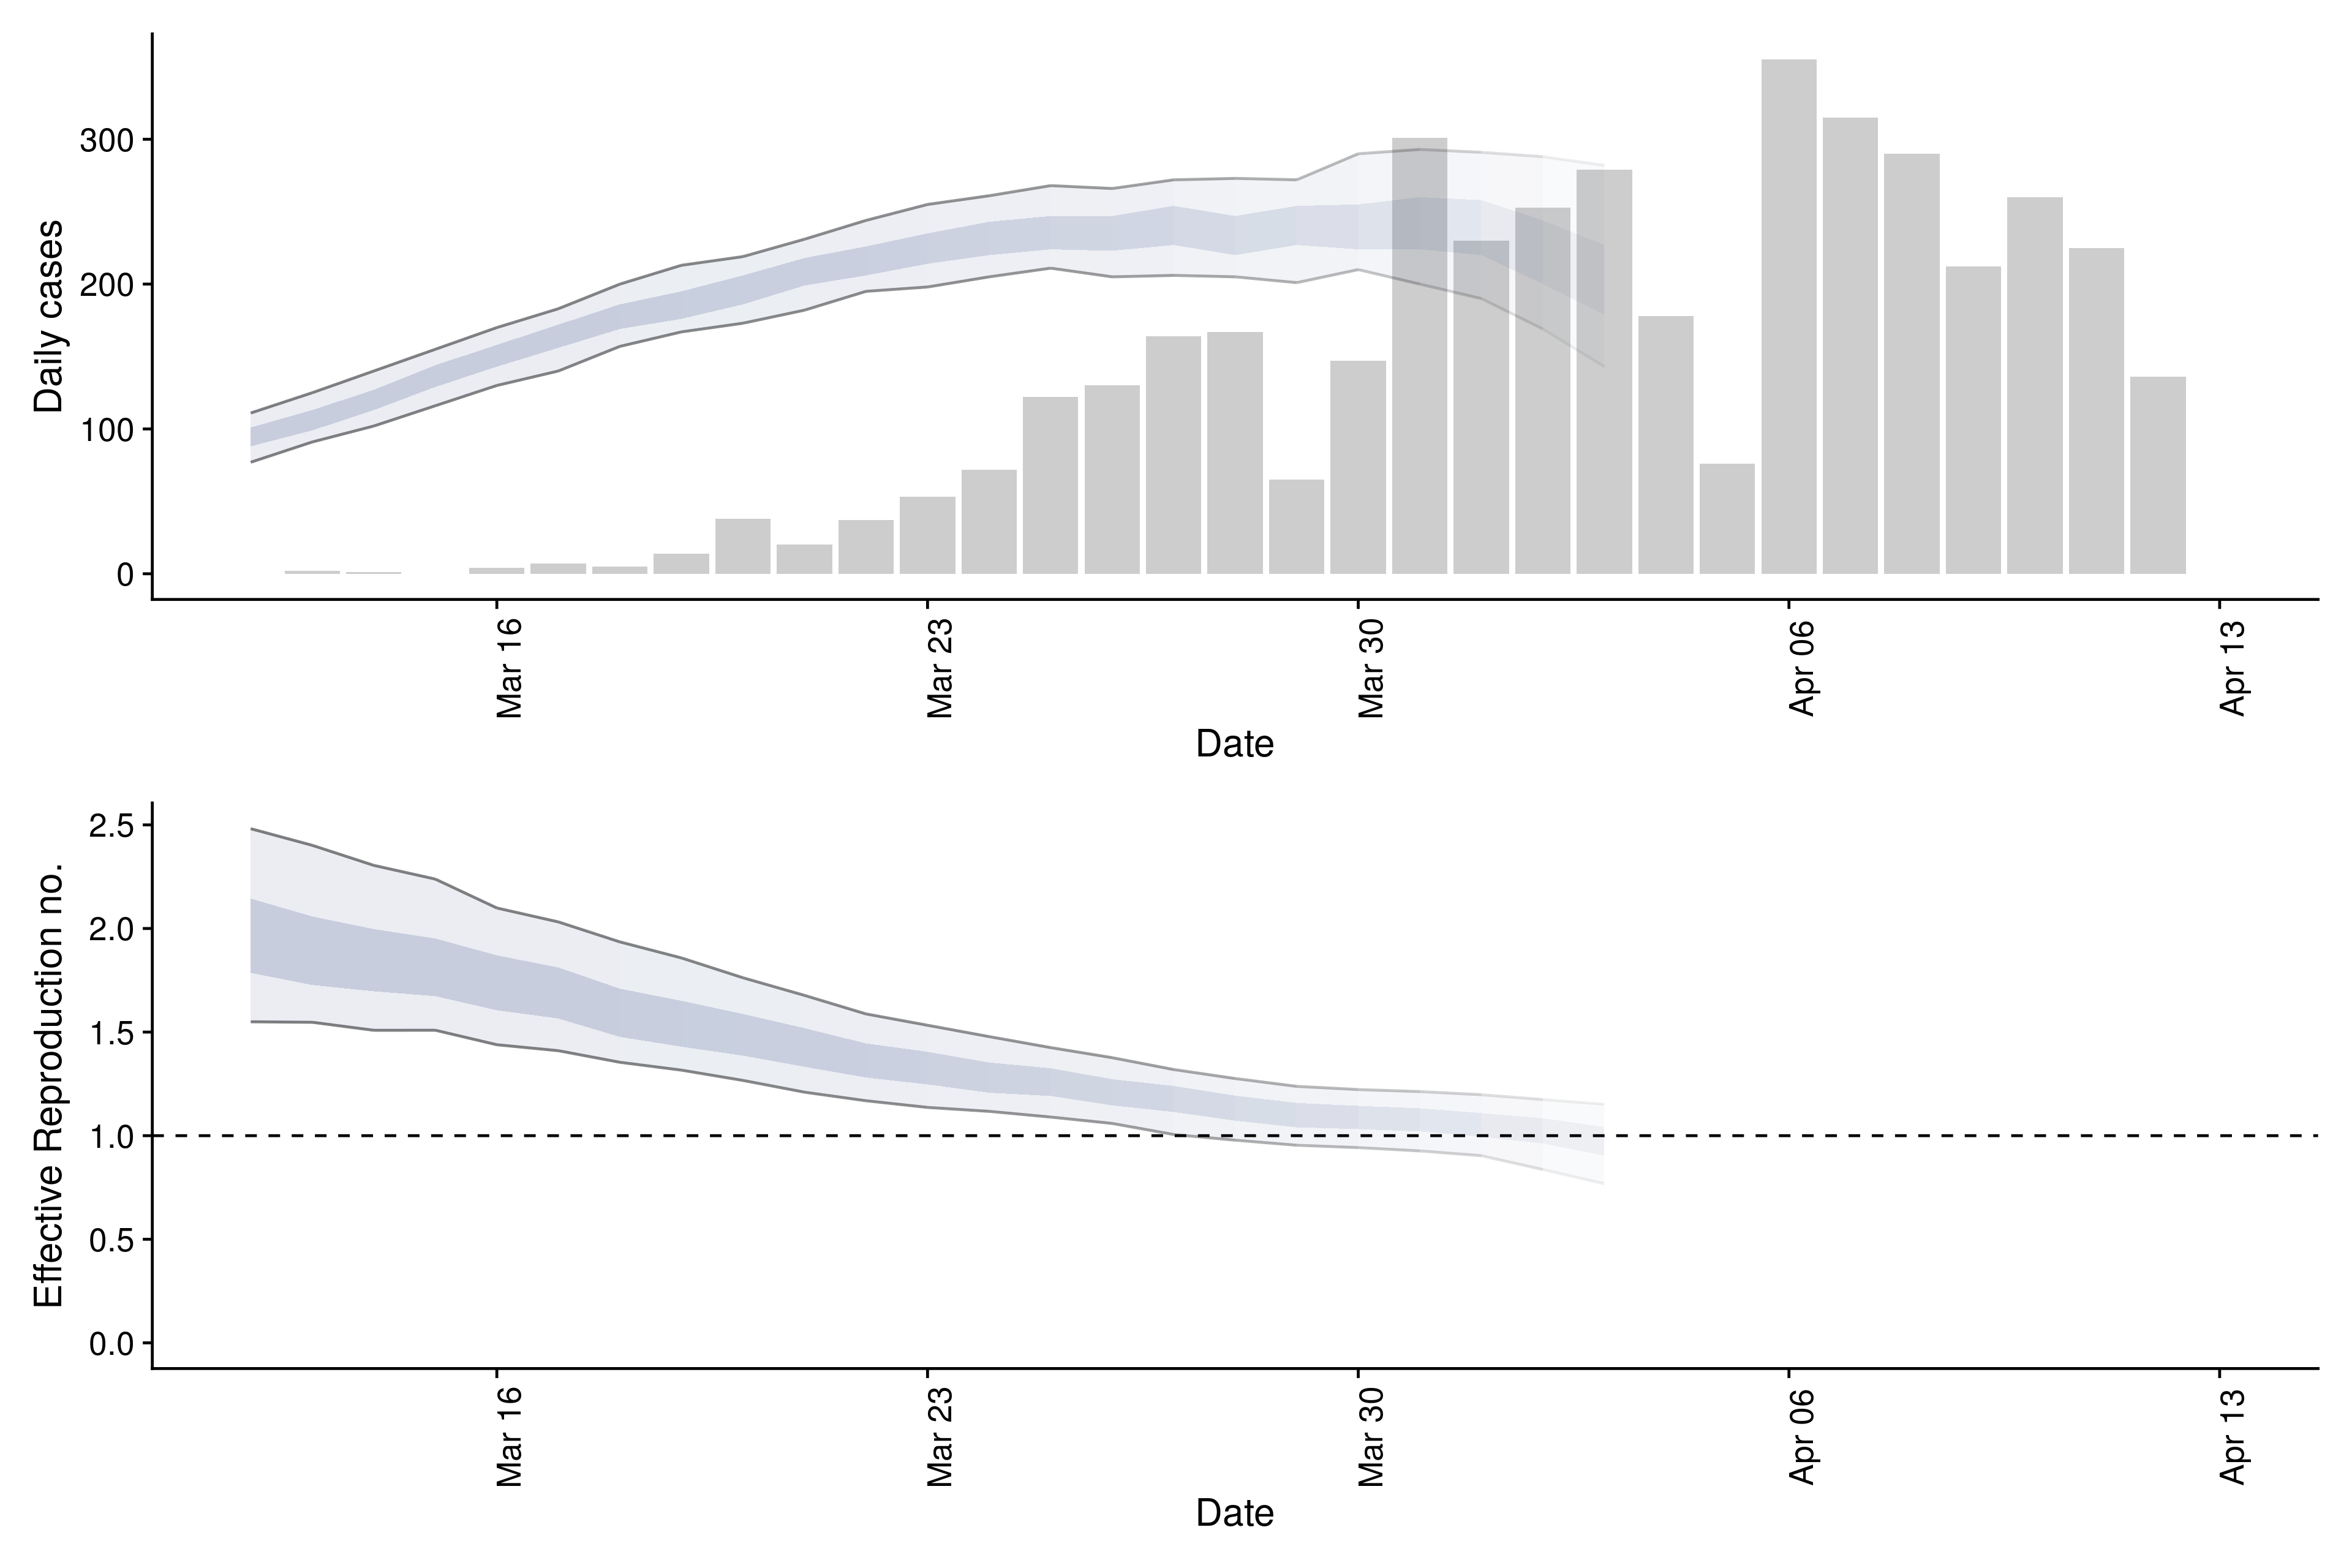 Daily cases
300
200
100
0
Mar 16
Mar 23
Mar 30
Apr 06
Apr 13
Date
Effective Reproduction no.
2.5
2.0
1.5
1.0
0.5
0.0
Mar 16
Mar 23
Mar 30
Apr 06
Apr 13
Date